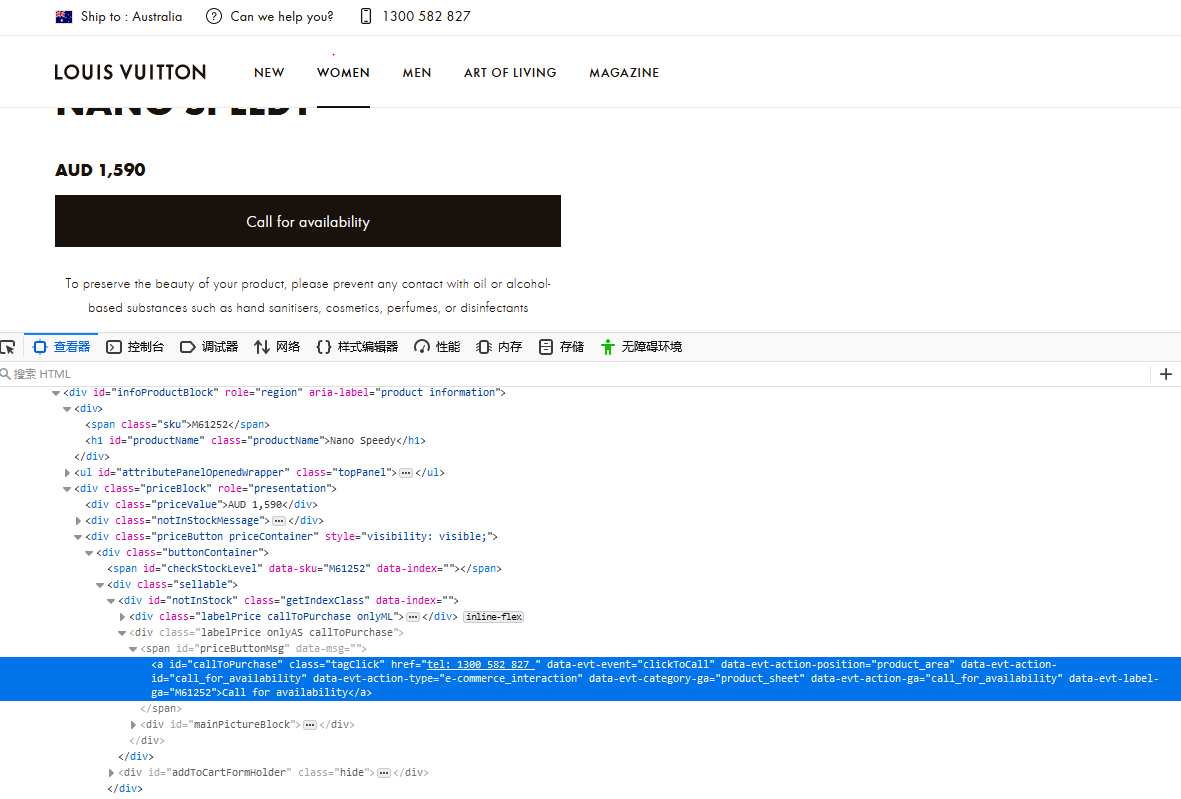 Ship to : Australia ? Can we help you? 1300 582 827
LOUIS VUITTON NEW WOMEN MEN ART OF LIVING MAGAZINE
NANO SPEEDY
AUD 1,590
Call for availability
To preserve the beauty of your product, please prevent any contact with oil or alcohol-
based substances such as hand sanitisers, cosmetics, perfumes, or disinfectants
查看器 控制台 调试器 网络 样式编辑器 性能 内存 存储 无障碍环境
搜索 HTML
<div id="infoProductBlock" role="region" aria-label="product information">
<div>
<span class="sku">M61252</span>
<h1 id="productName" class="productName">Nano Speedy</h1>
</div>
<ul id="attributePanelOpenedWrapper" class="topPanel"> ••• </ul>
<div class="priceBlock" role="presentation">
<div class="priceValue">AUD 1,590</div>
<div class="notInStockMessage"> ••• </div>
<div class="priceButton priceContainer" style="visibility: visible;">
<div class="buttonContainer">
<span id="checkStockLevel" data-sku="M61252" data-index=""></span>
<div class="sellable">
<div id="notInStock" class="getIndexClass" data-index="">
<div class="labelPrice callToPurchase onlyML"> ••• </div> inline-flex
<div class="labelPrice onlyAS callToPurchase">
<span id="priceButtonMsg" data-msg="">
<a id="callToPurchase" class="tagClick" href="tel: 1300 582 827 " data-evt-event="clickToCall" data-evt-action-position="product_area" data-evt-action-
id="call_for_availability" data-evt-action-type="e-commerce_interaction" data-evt-category-ga="product_sheet" data-evt-action-ga="call_for_availability" data-evt-label-
ga="M61252">Call for availability</a>
</span>
<div id="mainPictureBlock"> ••• </div>
</div>
</div>
<div id="addToCartFormHolder" class="hide"> ••• </div>
</div>